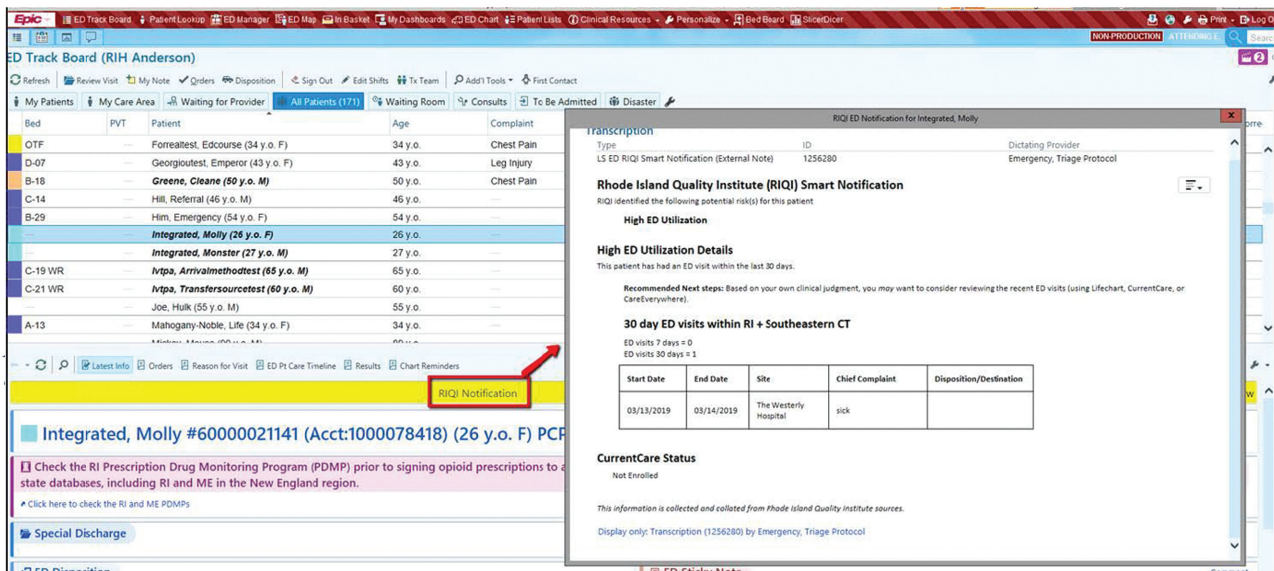 Epic ED Track Board Patient Lookup ED Manager ED Map In Basket My Dashboards ED Chart Patient Lists Clinical Resources Personalize Bed Board SlicerDicer Print Log O
NON-PRODUCTION ATTENDING E. Searc
ED Track Board (RIH Anderson)
2
Refresh Review Visit My Note Orders Disposition Sign Out Edit Shifts Tx Team Add'l Tools First Contact
My Patients My Care Area Waiting for Provider All Patients (171) Waiting Room Consults To Be Admitted Disaster
Bed PVT Patient Age Complaint
OTF Forrealtest, Edcourse (34 y.o. F) 34 y.o. Chest Pain
D-07 Georgioutest, Emperor (43 y.o. F) 43 y.o. Leg Injury
B-18 Greene, Cleane (50 y.o. M) 50 y.o. Chest Pain
C-14 Hill, Referral (46 y.o. M) 46 y.o.
B-29 Him, Emergency (54 y.o. F) 54 y.o.
Integrated, Molly (26 y.o. F) 26 y.o.
Integrated, Monster (27 y.o. M) 27 y.o.
C-19 WR Ivtpa, Arrivalmethodtest (65 y.o. M) 65 y.o.
C-21 WR Ivtpa, Transfersourcetest (60 y.o. M) 60 y.o.
Joe, Hulk (55 y.o. M) 55 y.o.
A-13 Mahogany-Noble, Life (34 y.o. F) 34 y.o.
Latest Info Orders Reason for Visit ED Pt Care Timeline Results Chart Reminders
RIQI Notification
Integrated, Molly #60000021141 (Acct:1000078418) (26 y.o. F) PCP
Check the RI Prescription Drug Monitoring Program (PDMP) prior to signing opioid prescriptions to a
state databases, including RI and ME in the New England region.
Click here to check the RI and ME PDMPs
Special Discharge
ED Disposition
ED Sticky Note
Comment
RIQI ED Notification for Integrated, Molly
x
Transcription
Type ID Dictating Provider
LS ED RIQI Smart Notification (External Note) 1256280 Emergency, Triage Protocol
Rhode Island Quality Institute (RIQI) Smart Notification
RIQI identified the following potential risk(s) for this patient
High ED Utilization
High ED Utilization Details
This patient has had an ED visit within the last 30 days.
Recommended Next steps: Based on your own clinical judgment, you may want to consider reviewing the recent ED visits (using Lifechart, CurrentCare, or
CareEverywhere).
30 day ED visits within RI + Southeastern CT
ED visits 7 days = 0
ED visits 30 days = 1
Start Date End Date Site Chief Complaint Disposition/Destination
03/13/2019 03/14/2019 The Westerly Hospital sick
CurrentCare Status
Not Enrolled
This information is collected and collated from Rhode Island Quality Institute sources.
Display only: Transcription (1256280) by Emergency, Triage Protocol